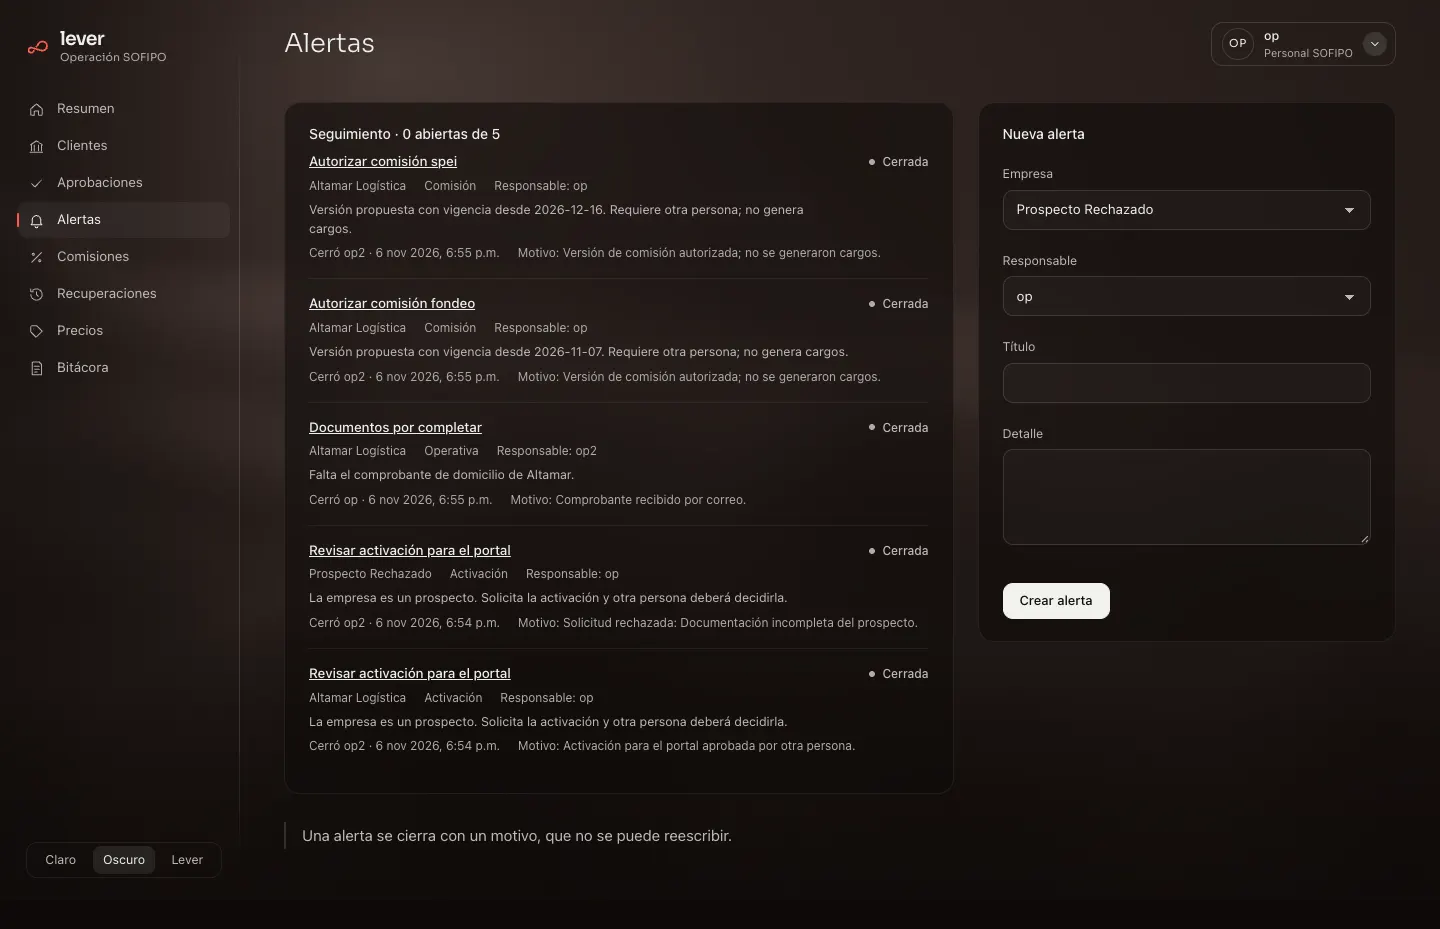 lever
Operación SOFIPO
Resumen
Clientes
Aprobaciones
Alertas
Comisiones
Recuperaciones
Precios
Bitácora
Claro Oscuro Lever
Alertas
OP
op
Personal SOFIPO
Seguimiento · 0 abiertas de 5
Autorizar comisión spei
Cerrada
Altamar Logística Comisión Responsable: op
Versión propuesta con vigencia desde 2026-12-16. Requiere otra persona; no genera
cargos.
Cerró op2 · 6 nov 2026, 6:55 p.m. Motivo: Versión de comisión autorizada; no se generaron cargos.
Autorizar comisión fondeo
Cerrada
Altamar Logística Comisión Responsable: op
Versión propuesta con vigencia desde 2026-11-07. Requiere otra persona; no genera cargos.
Cerró op2 · 6 nov 2026, 6:55 p.m. Motivo: Versión de comisión autorizada; no se generaron cargos.
Documentos por completar
Cerrada
Altamar Logística Operativa Responsable: op2
Falta el comprobante de domicilio de Altamar.
Cerró op · 6 nov 2026, 6:55 p.m. Motivo: Comprobante recibido por correo.
Revisar activación para el portal
Cerrada
Prospecto Rechazado Activación Responsable: op
La empresa es un prospecto. Solicita la activación y otra persona deberá decidirla.
Cerró op2 · 6 nov 2026, 6:54 p.m. Motivo: Solicitud rechazada: Documentación incompleta del prospecto.
Revisar activación para el portal
Cerrada
Altamar Logística Activación Responsable: op
La empresa es un prospecto. Solicita la activación y otra persona deberá decidirla.
Cerró op2 · 6 nov 2026, 6:54 p.m. Motivo: Activación para el portal aprobada por otra persona.
Una alerta se cierra con un motivo, que no se puede reescribir.
Nueva alerta
Empresa
Prospecto Rechazado
Responsable
op
Título
Detalle
Crear alerta